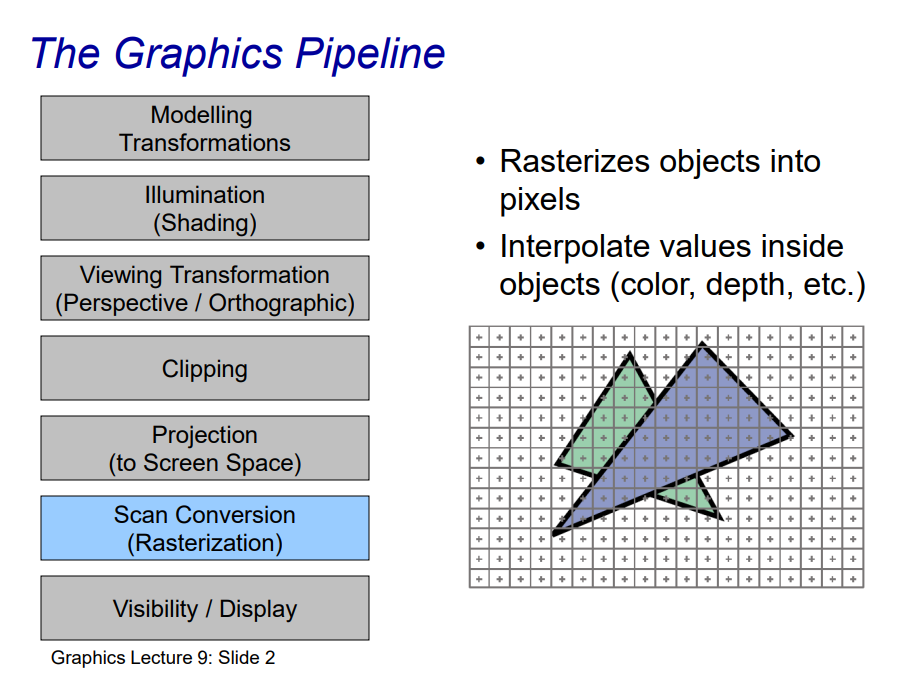 The Graphics Pipeline
Modelling
Transformations
Illumination
(Shading)
Viewing Transformation
(Perspective / Orthographic)
Clipping
Projection
(to Screen Space)
Scan Conversion
(Rasterization)
Visibility / Display
• Rasterizes objects into
pixels
• Interpolate values inside
objects (color, depth, etc.)
Graphics Lecture 9: Slide 2